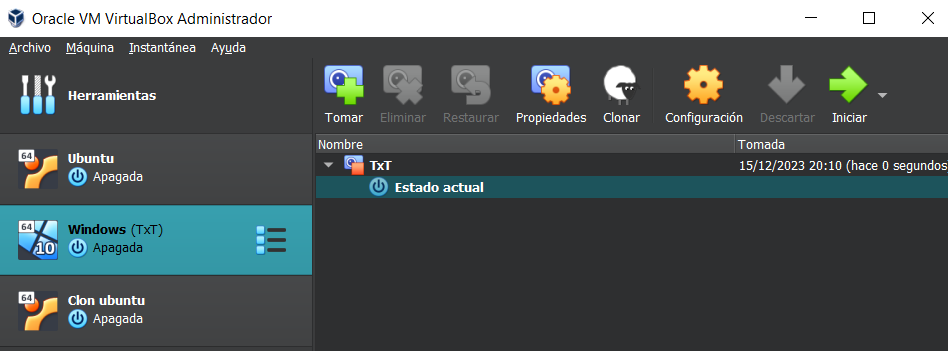 Oracle VM VirtualBox Administrador
Archivo Máquina Instantánea Ayuda
Herramientas
64
Ubuntu
Apagada
64
10
Windows (TxT)
Apagada
64
Clon ubuntu
Apagada
Tomar Eliminar Restaurar Propiedades Clonar Configuración Descartar Iniciar
Nombre Tomada
TxT 15/12/2023 20:10 (hace 0 segundos
Estado actual